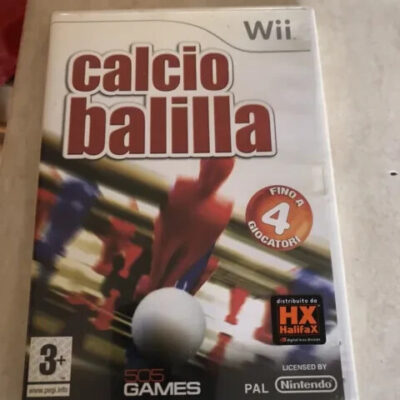 Wii
calcio
balilla
FINO A
4
GIOCATORI
distribuito da
HX
HalifaX
3+
www.pegi.info
505
GAMES
PAL
LICENSED BY
Nintendo